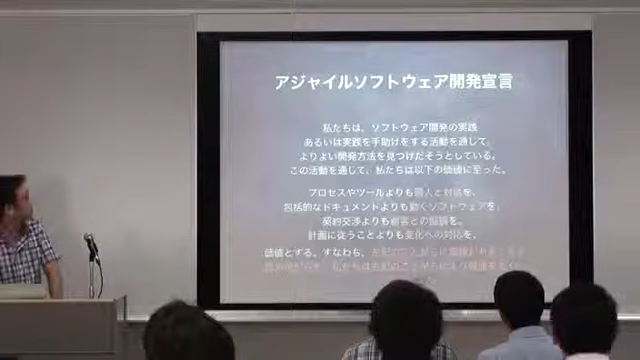 アジャイルソフトウェア開発宣言
私たちは、ソフトウェア開発の実践
あるいは実践を手助けをする活動を通じて、
よりよい開発方法を見つけだそうとしている。
この活動を通して、私たちは以下の価値に至った。
プロセスやツールよりも個人と対話を、
包括的なドキュメントよりも動くソフトウェアを、
契約交渉よりも顧客との協調を、
計画に従うことよりも変化への対応を、
価値とする。すなわち、